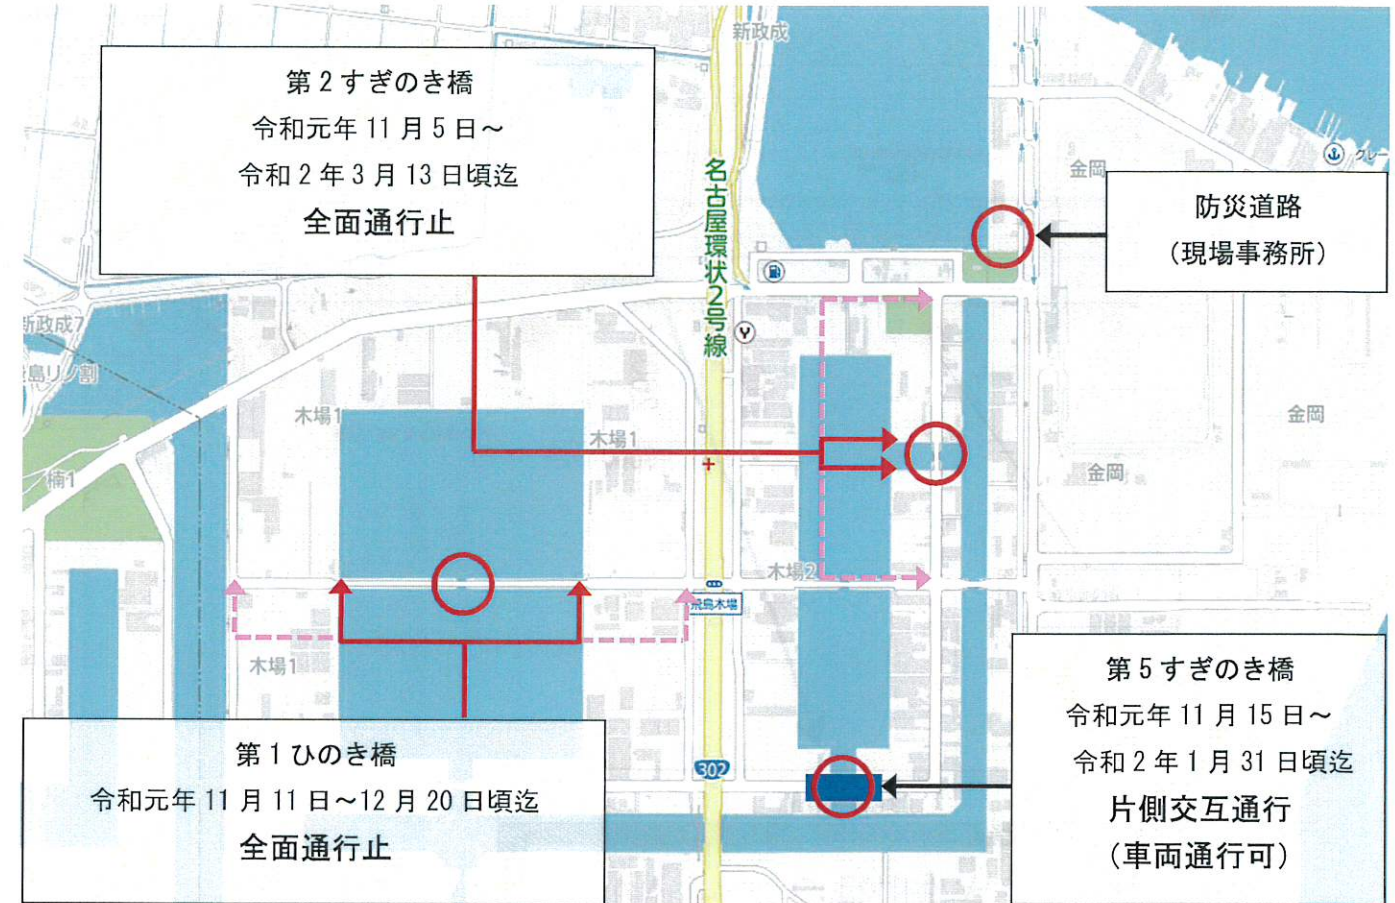 新政成
第2すぎのき橋
令和元年11月5日～
令和2年3月13日頃迄
全面通行止
名古屋環状2号線
金岡
グレー
防災道路
（現場事務所）
新政成7
島リノ割
木場1
木場1
金岡
楠1
金岡
木場2
飛島木場
木場1
第1ひのき橋
令和元年11月11日～12月20日頃迄
全面通行止
302
第5すぎのき橋
令和元年11月15日～
令和2年1月31日頃迄
片側交互通行
（車両通行可）